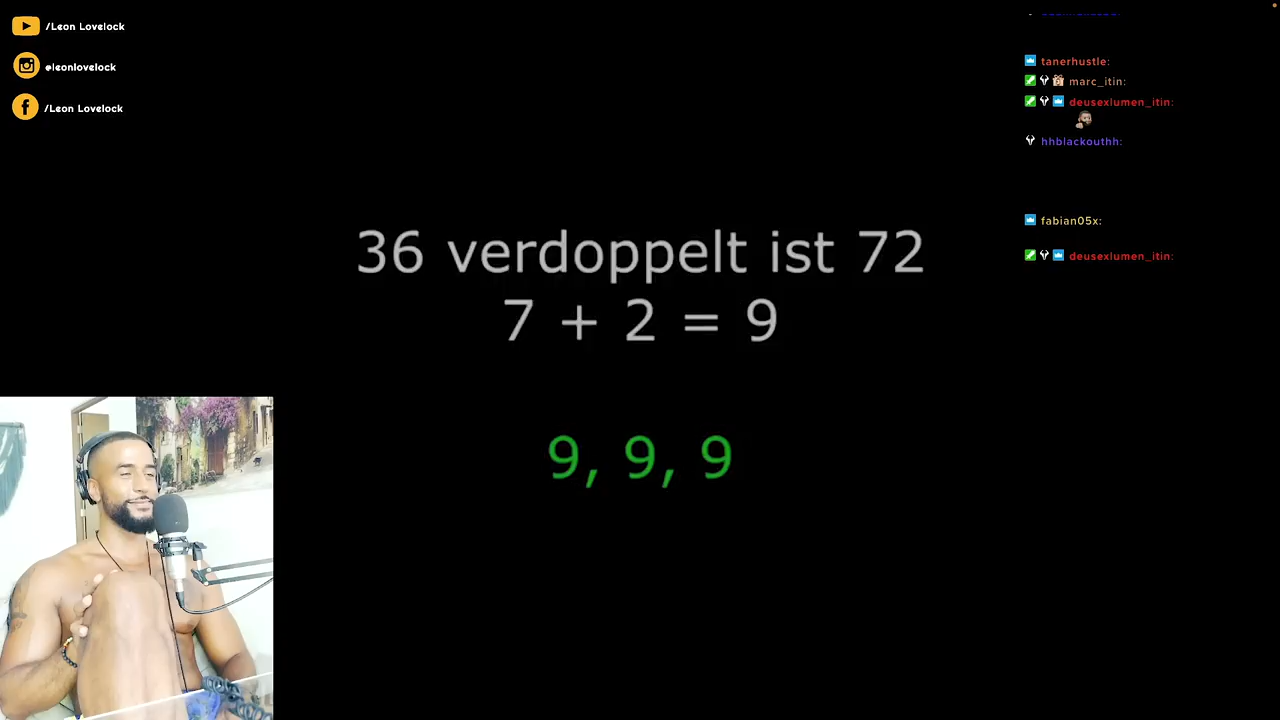 /Leon Lovelock
@leonlovelock
/Leon Lovelock
36 verdoppelt ist 72
7 + 2 = 9
9, 9, 9
tanerhustle:
marc_itin:
deusexlumen_itin:
hhblackouthh:
fabian05x:
deusexlumen_itin: